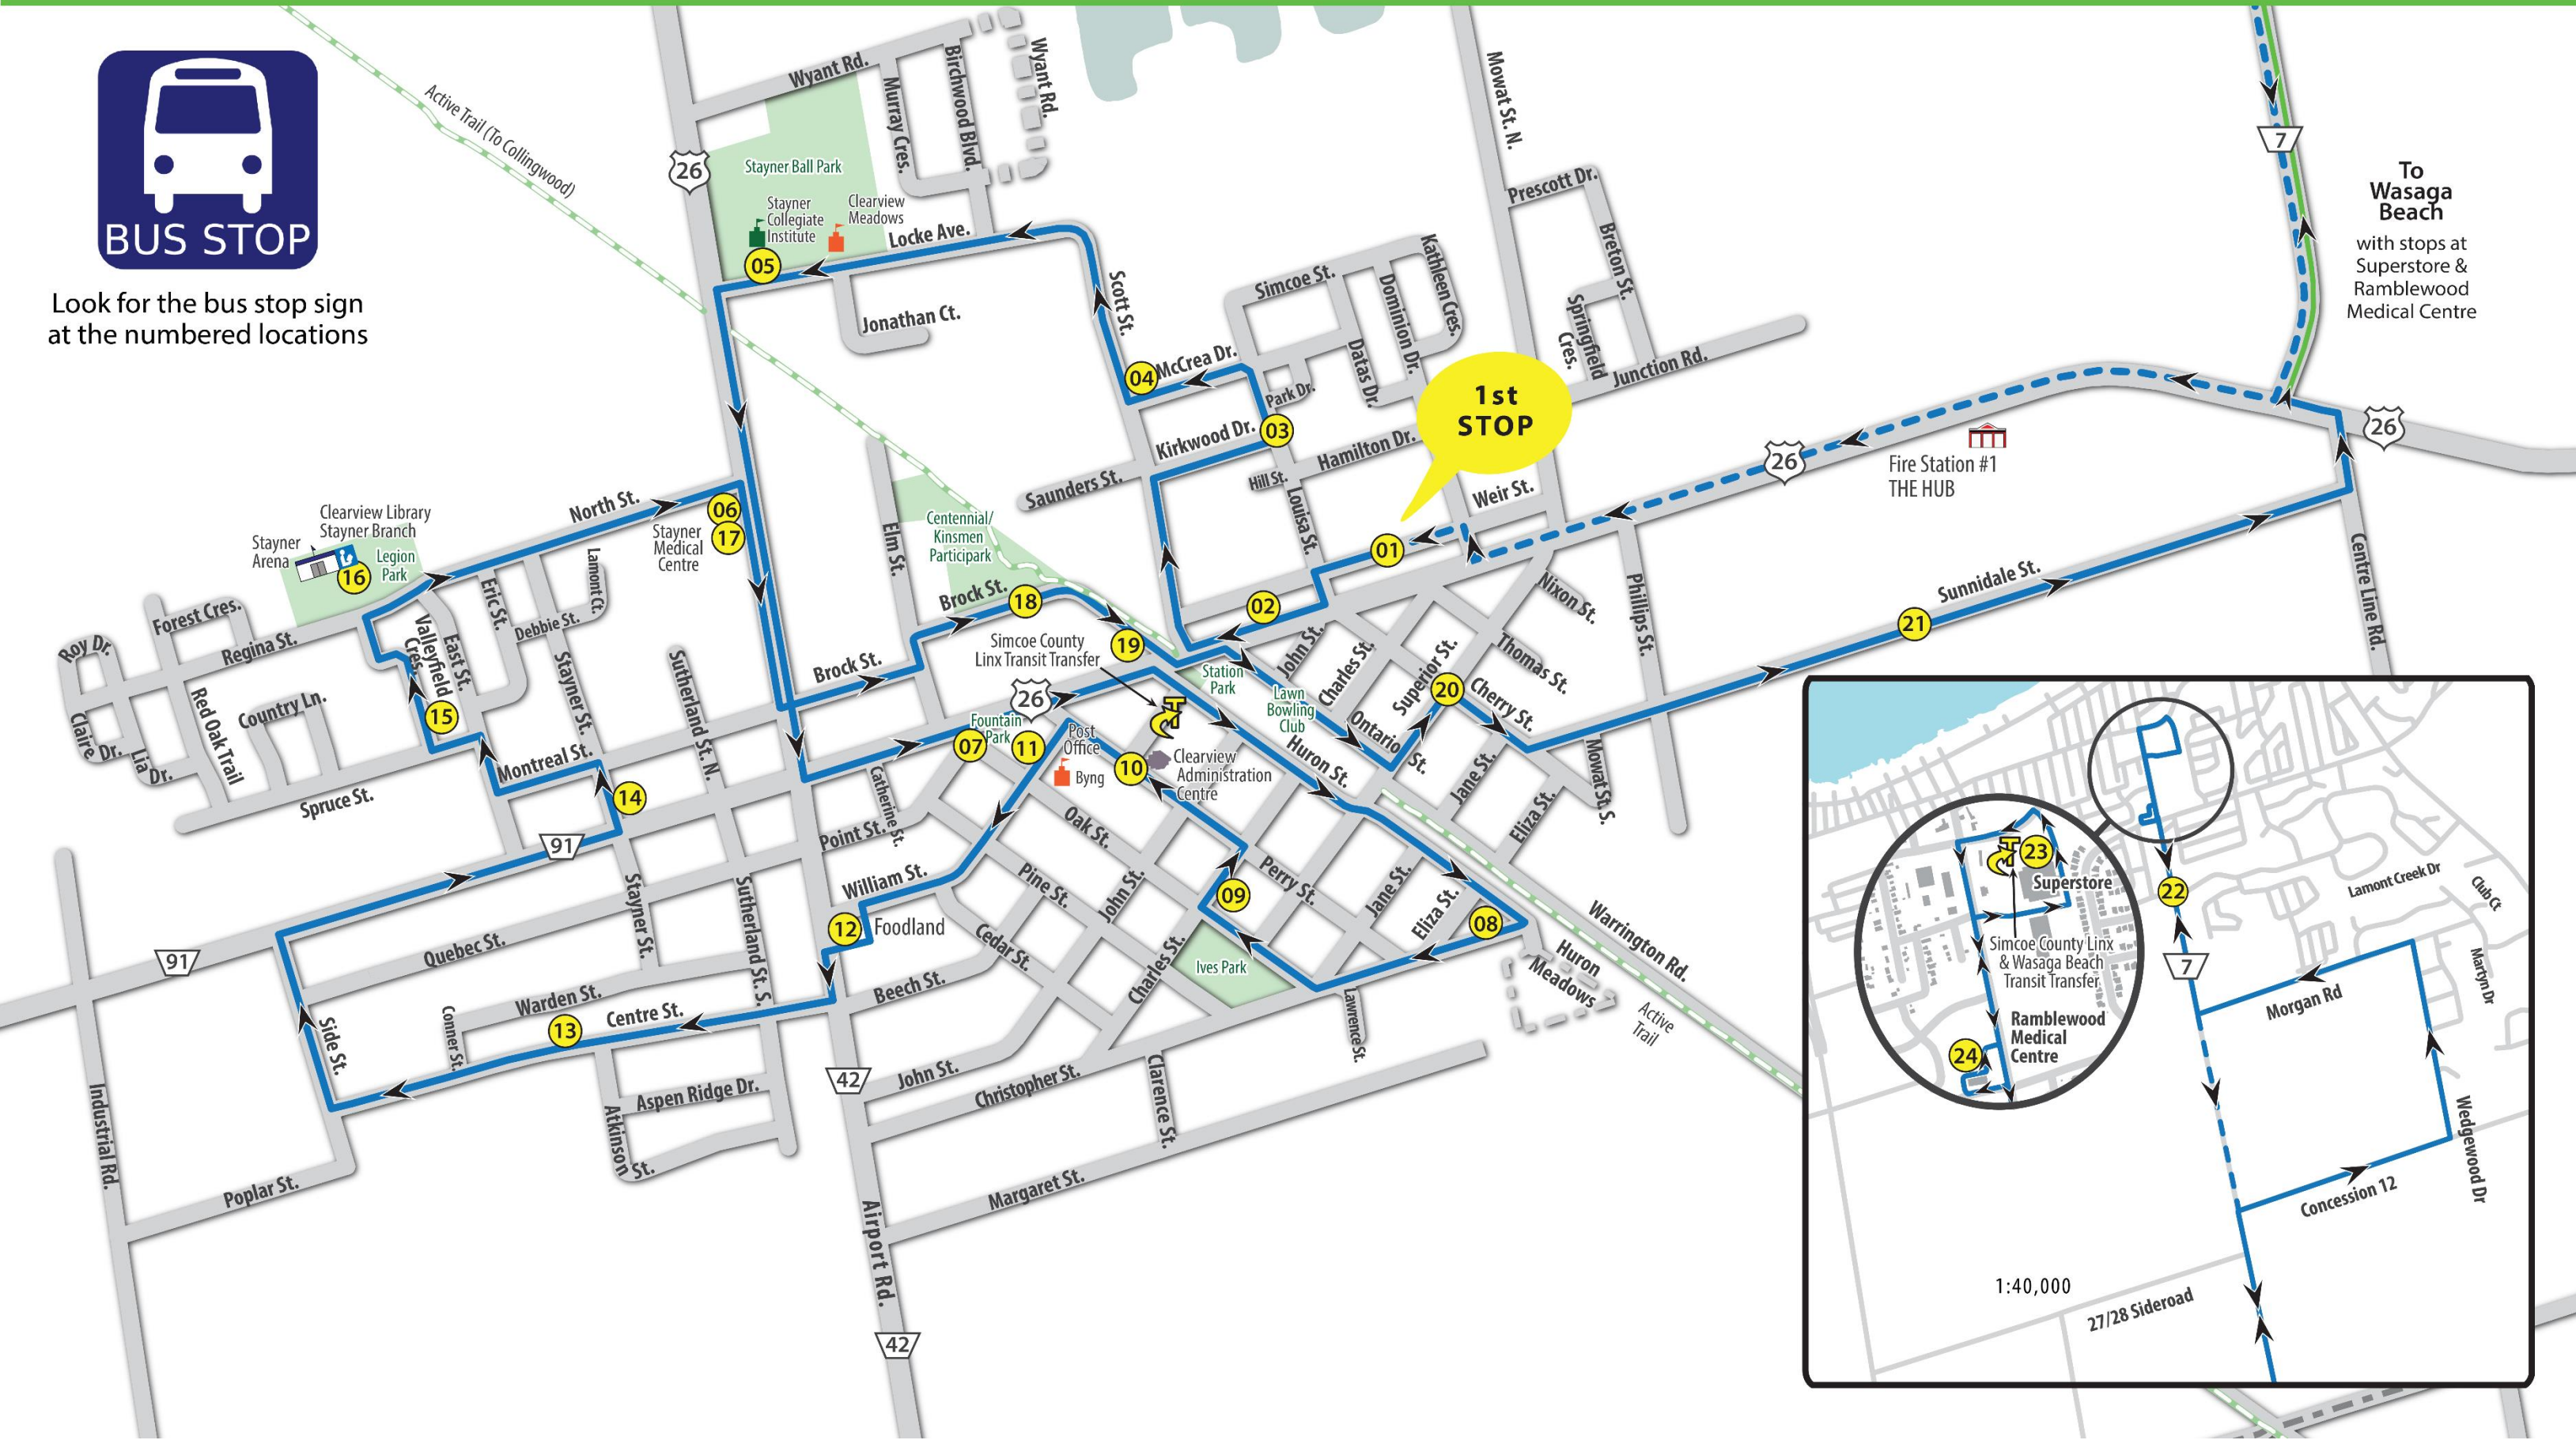 BUS STOP
Look for the bus stop sign
at the numbered locations
Active Trail (To Collingwood)
26
Wyant Rd.
Murray Cres.
Birchwood Blvd.
Wyant Rd.
Stayner Ball Park
Stayner
Collegiate
Institute
Clearview
Meadows
Locke Ave.
05
Jonathan Ct.
Scott St.
04
McCrea Dr.
Simcoe St.
Kathleen Cres.
Dominion Dr.
Datas Dr.
Park Dr.
Kirkwood Dr.
03
Hamilton Dr.
Hill St.
Louisa St.
Saunders St.
Mowat St. N.
Prescott Dr.
Breton St.
Springfield
Cres.
Junction Rd.
1st
STOP
Weir St.
01
02
26
Fire Station #1
THE HUB
7
To
Wasaga
Beach
with stops at
Superstore &
Ramblewood
Medical Centre
26
Centre Line Rd.
Sunnidale St.
21
Phillips St.
Nixon St.
Thomas St.
Cherry St.
Superior St.
20
Charles St.
John St.
Ontario
St.
Jane St.
Eliza St.
Mowat St. S.
Lawn
Bowling
Club
Station
Park
Huron St.
Clearview Library
Stayner Branch
Stayner
Arena
Legion
Park
16
North St.
Stayner
Medical
Centre
06
17
Elm St.
Centennial/
Kinsmen
Participark
Brock St.
18
19
Simcoe County
Linx Transit Transfer
Brock St.
26
Fountain
Park
07
11
Post
Office
Byng
10
Clearview
Administration
Centre
Forest Cres.
Roy Dr.
Regina St.
Claire Dr.
Lia Dr.
Red Oak Trail
Country Ln.
Spruce St.
Valleyfield
Cres.
East St.
Eric St.
Debbie St.
Lamont Ct.
15
Stayner St.
Montreal St.
14
Sutherland St. N.
91
Catherine St.
Point St.
Oak St.
Pine St.
John St.
Perry St.
09
Jane St.
Eliza St.
08
William St.
12
Foodland
Cedar St.
Charles St.
Ives Park
Huron
Meadows
Warrington Rd.
Active
Trail
91
Quebec St.
Stayner St.
Sutherland St. S.
Beech St.
Warden St.
Centre St.
13
Conner St.
Side St.
Industrial Rd.
Aspen Ridge Dr.
Atkinson
St.
Poplar St.
42
John St.
Christopher St.
Clarence St.
Lawrence St.
Margaret St.
Airport Rd.
42
23
Superstore
Simcoe County Linx
& Wasaga Beach
Transit Transfer
Ramblewood
Medical
Centre
24
22
7
Lamont Creek Dr
Club Ct
Martyn Dr
Morgan Rd
Wedgewood Dr
Concession 12
1:40,000
27/28 Sideroad